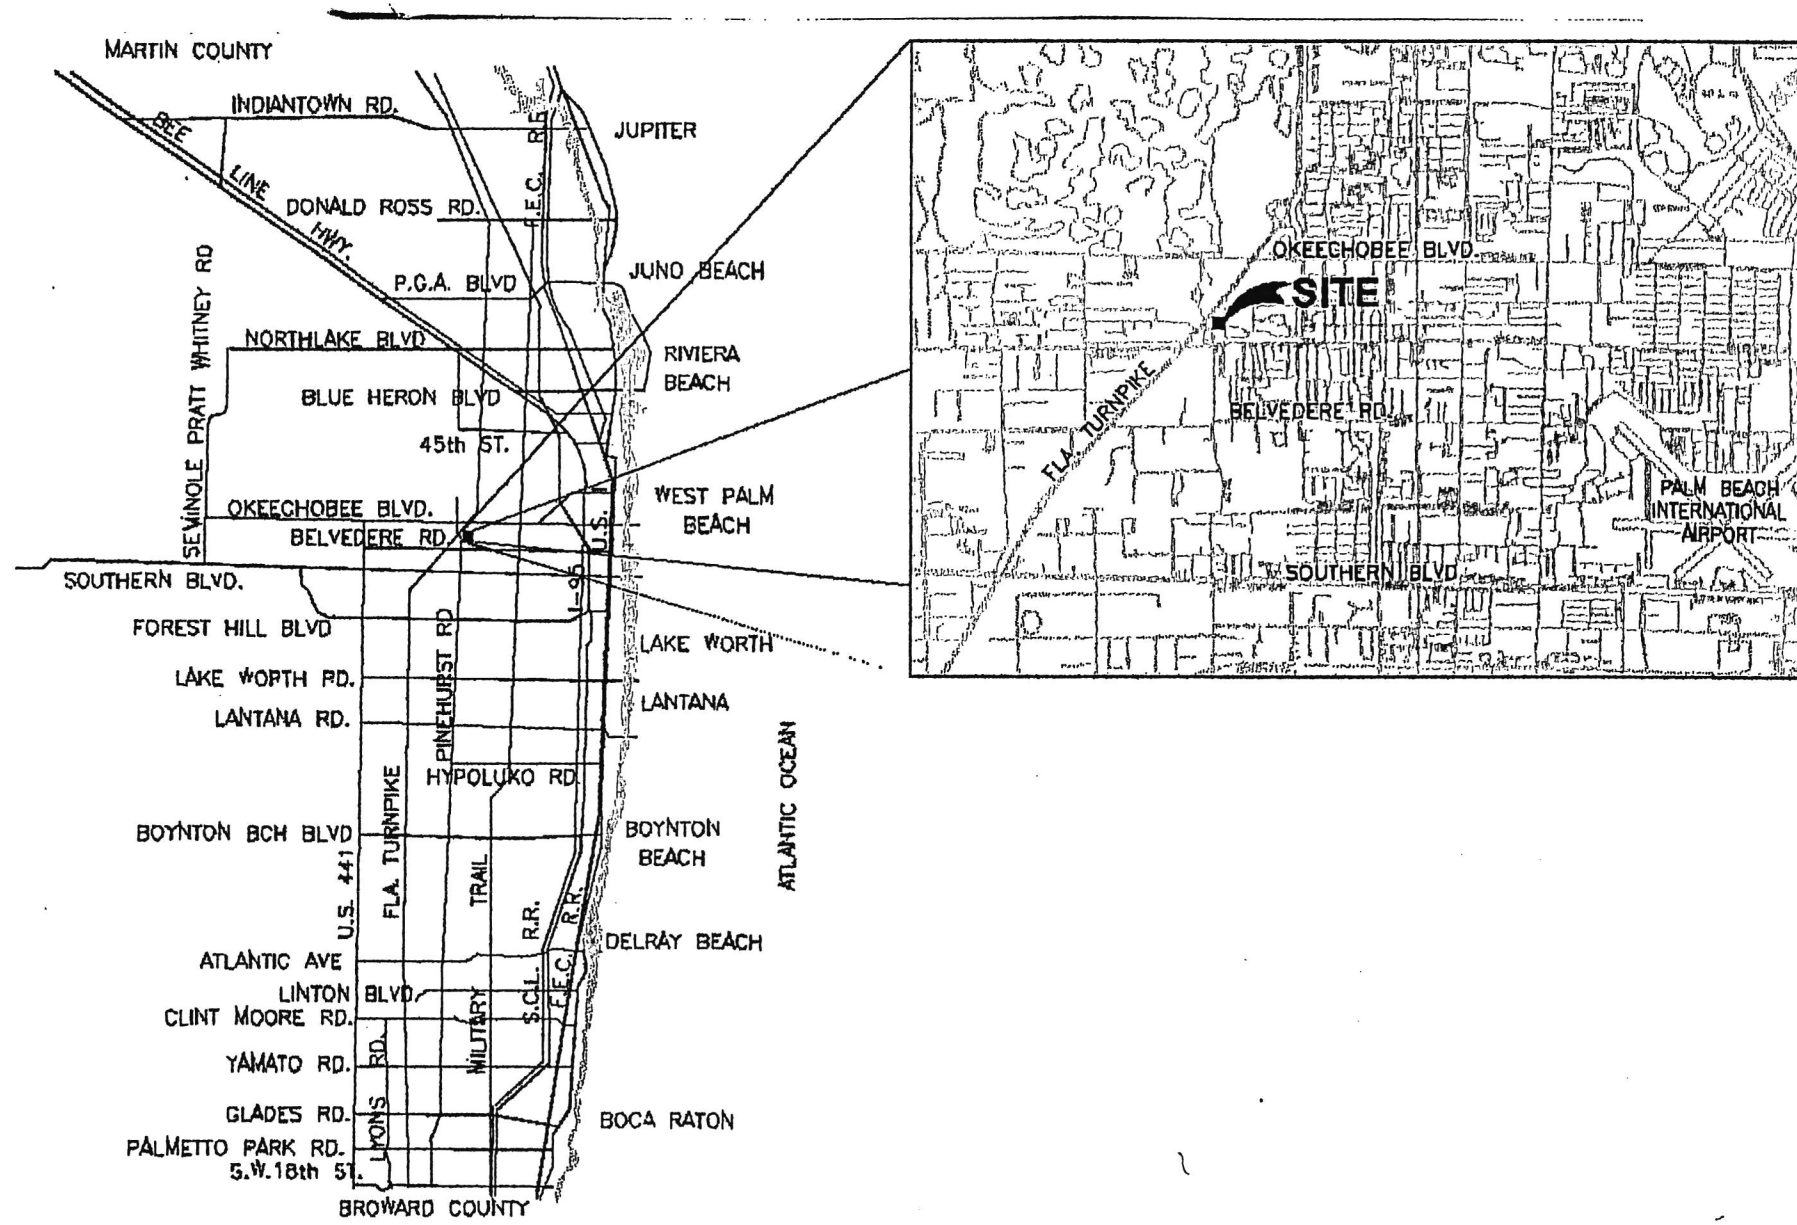 MARTIN COUNTY
INDIANTOWN RD.
BEE
LINE
HWY.
JUPITER
F.E.C. R.R.
DONALD ROSS RD.
JUNO BEACH
P.G.A. BLVD
SEMINOLE PRATT WHITNEY RD
NORTHLAKE BLVD
RIVIERA
BEACH
BLUE HERON BLVD
45th ST.
WEST PALM
BEACH
OKEECHOBEE BLVD.
U.S. 1
BELVEDERE RD.
SOUTHERN BLVD.
I-95
FOREST HILL BLVD
PINEHURST RD
LAKE WORTH
LAKE WORTH RD.
LANTANA
LANTANA RD.
HYPOLUXO RD.
ATLANTIC OCEAN
FLA. TURNPIKE
BOYNTON BCH BLVD
BOYNTON
BEACH
U.S. 441
MILITARY TRAIL
S.C.L. R.R.
F.E.C. R.R.
DELRAY BEACH
ATLANTIC AVE
LINTON BLVD.
CLINT MOORE RD.
YAMATO RD.
LYONS RD.
GLADES RD.
BOCA RATON
PALMETTO PARK RD.
S.W.18th ST.
BROWARD COUNTY
OKEECHOBEE BLVD.
SITE
FLA. TURNPIKE
BELVEDERE RD.
PALM BEACH
INTERNATIONAL
AIRPORT
SOUTHERN BLVD